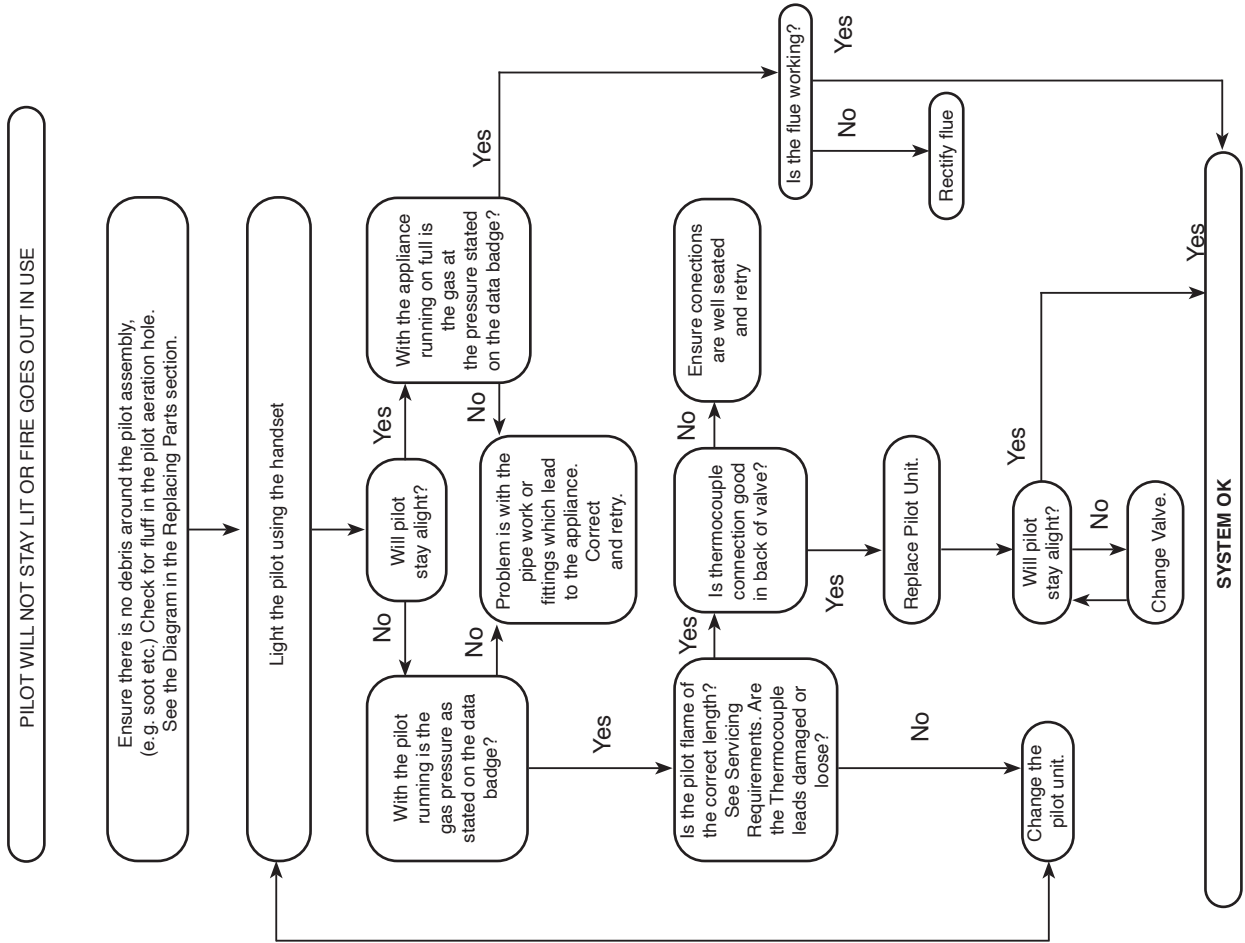 PILOT WILL NOT STAY LIT OR FIRE GOES OUT IN USE
Ensure there is no debris around the pilot assembly,
(e.g. soot etc.) Check for fluff in the pilot aeration hole.
See the Diagram in the Replacing Parts section.
Light the pilot using the handset
Will pilot
stay alight?
No
Yes
With the pilot
running is the
gas pressure as
stated on the data
badge?
With the appliance
running on full is
the gas at
the pressure stated
on the data badge?
No
No
Yes
Problem is with the
pipe work or
fittings which lead
to the appliance.
Correct
and retry.
Yes
Is the pilot flame of
the correct length?
See Servicing
Requirements. Are
the Thermocouple
leads damaged or
loose?
Yes
Is thermocouple
connection good
in back of valve?
No
Ensure conections
are well seated
and retry
Is the flue working?
Yes
No
Yes
No
Rectify flue
Replace Pilot Unit.
Change the
pilot unit.
Will pilot
stay alight?
Yes
No
Change Valve.
Yes
SYSTEM OK